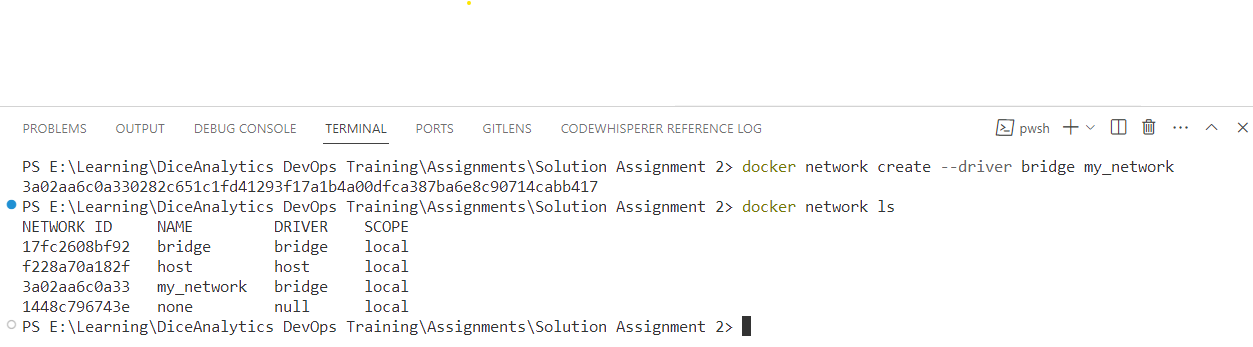 PROBLEMS OUTPUT DEBUG CONSOLE TERMINAL PORTS GITLENS CODEWHISPERER REFERENCE LOG pwsh
PS E:\Learning\DiceAnalytics DevOps Training\Assignments\Solution Assignment 2> docker network create --driver bridge my_network
3a02aa6c0a330282c651c1fd41293f17a1b4a00dfca387ba6e8c90714cabb417
PS E:\Learning\DiceAnalytics DevOps Training\Assignments\Solution Assignment 2> docker network ls
NETWORK ID NAME DRIVER SCOPE
17fc2608bf92 bridge bridge local
f228a70a182f host host local
3a02aa6c0a33 my_network bridge local
1448c796743e none null local
PS E:\Learning\DiceAnalytics DevOps Training\Assignments\Solution Assignment 2>